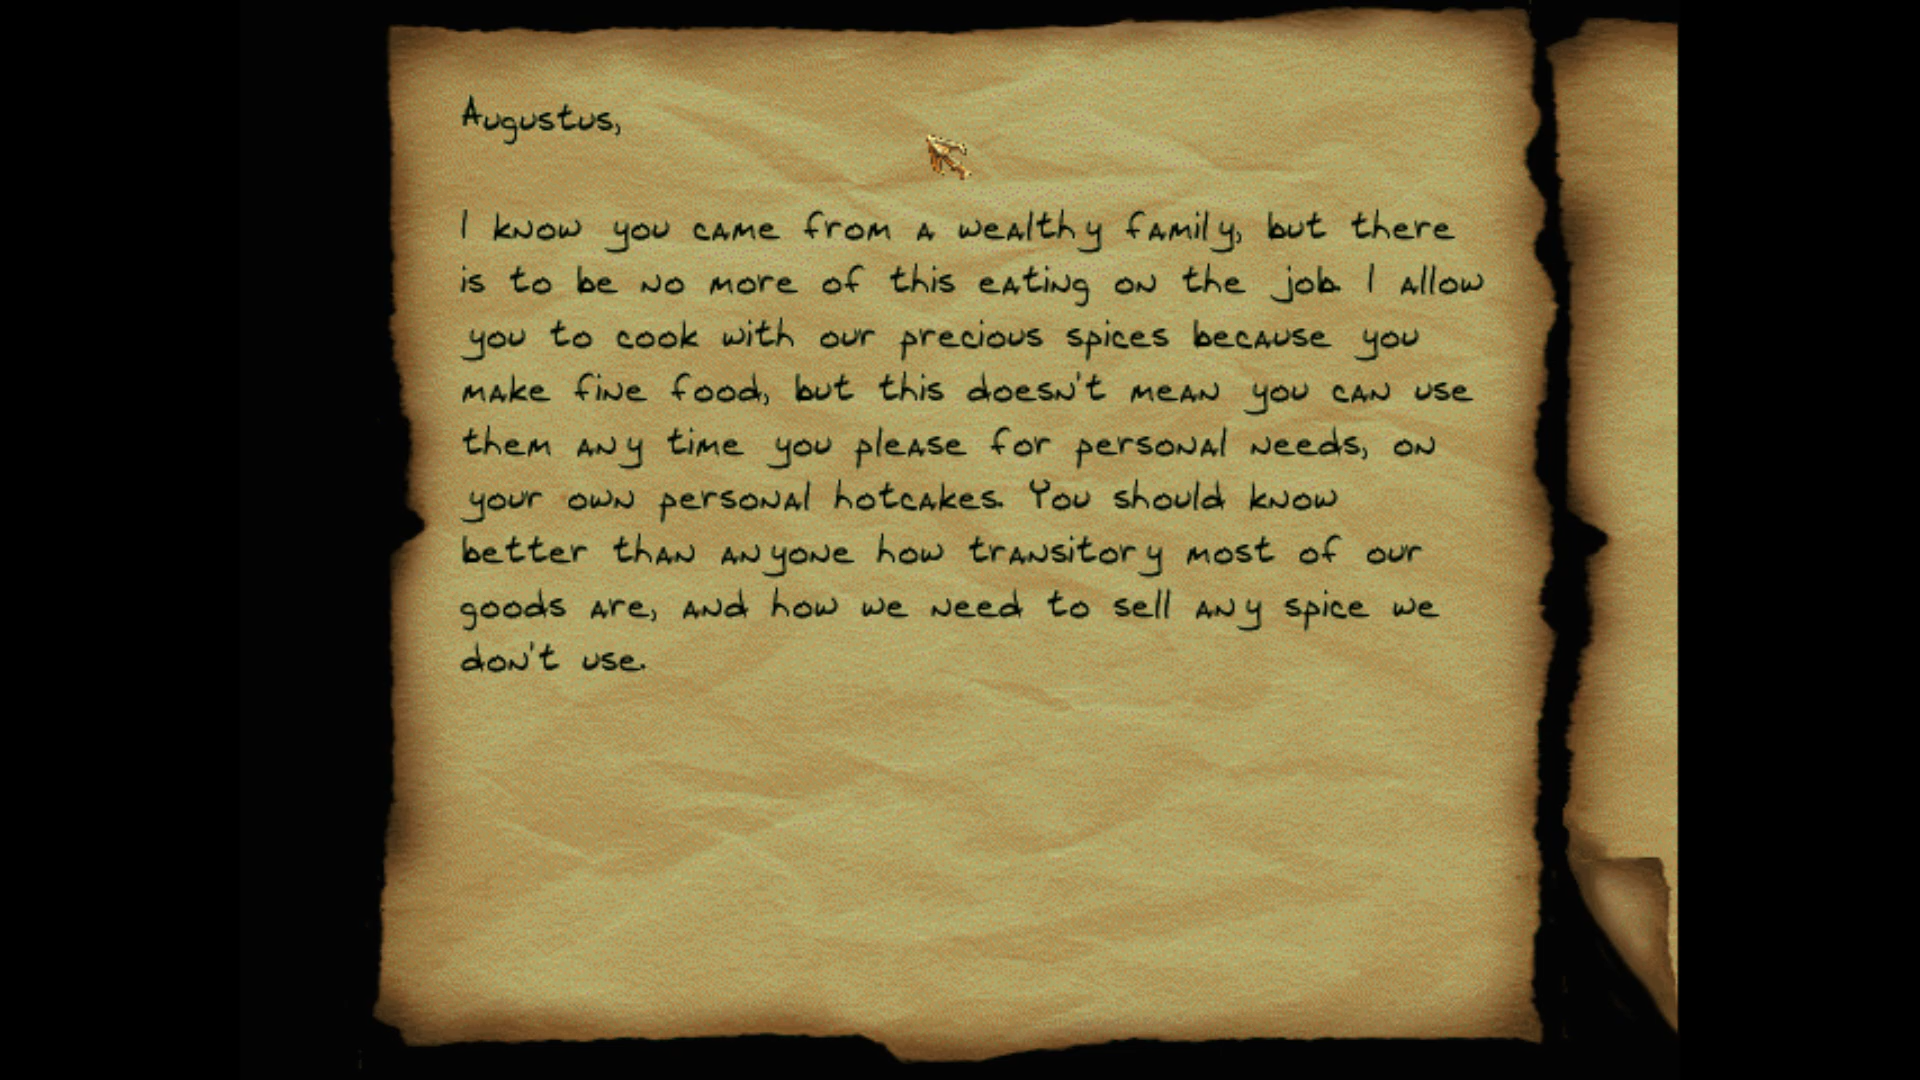 Augustus,
I know you came from a wealthy family, but there
is to be no more of this eating on the job. I allow
you to cook with our precious spices because you
make fine food, but this doesn't mean you can use
them any time you please for personal needs, on
your own personal hotcakes. You should know
better than anyone how transitory most of our
goods are, and how we need to sell any spice we
don't use.